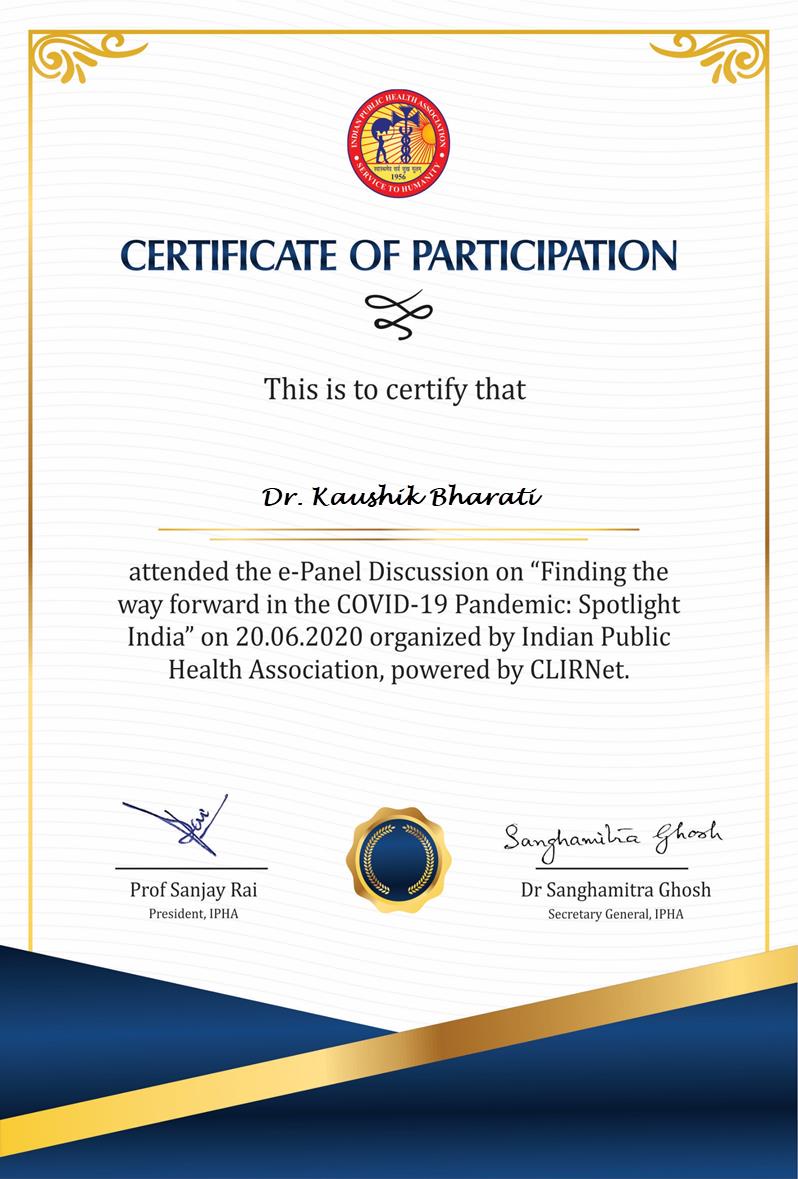 INDIAN PUBLIC HEALTH ASSOCIATION
1956
SERVICE TO HUMANITY
CERTIFICATE OF PARTICIPATION
This is to certify that
Dr. Kaushik Bharati
attended the e-Panel Discussion on “Finding the
way forward in the COVID-19 Pandemic: Spotlight
India” on 20.06.2020 organized by Indian Public
Health Association, powered by CLIRNet.
Sanghamitra Ghosh
Prof Sanjay Rai
Dr Sanghamitra Ghosh
President, IPHA
Secretary General, IPHA